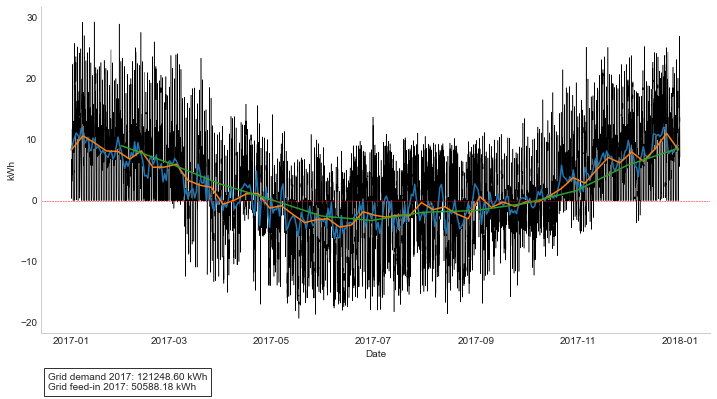 30
20
kWh
10
0
−10
−20
2017-01 2017-03 2017-05 2017-07 2017-09 2017-11 2018-01
Date
Grid demand 2017: 121248.60 kWh
Grid feed-in 2017: 50588.18 kWh